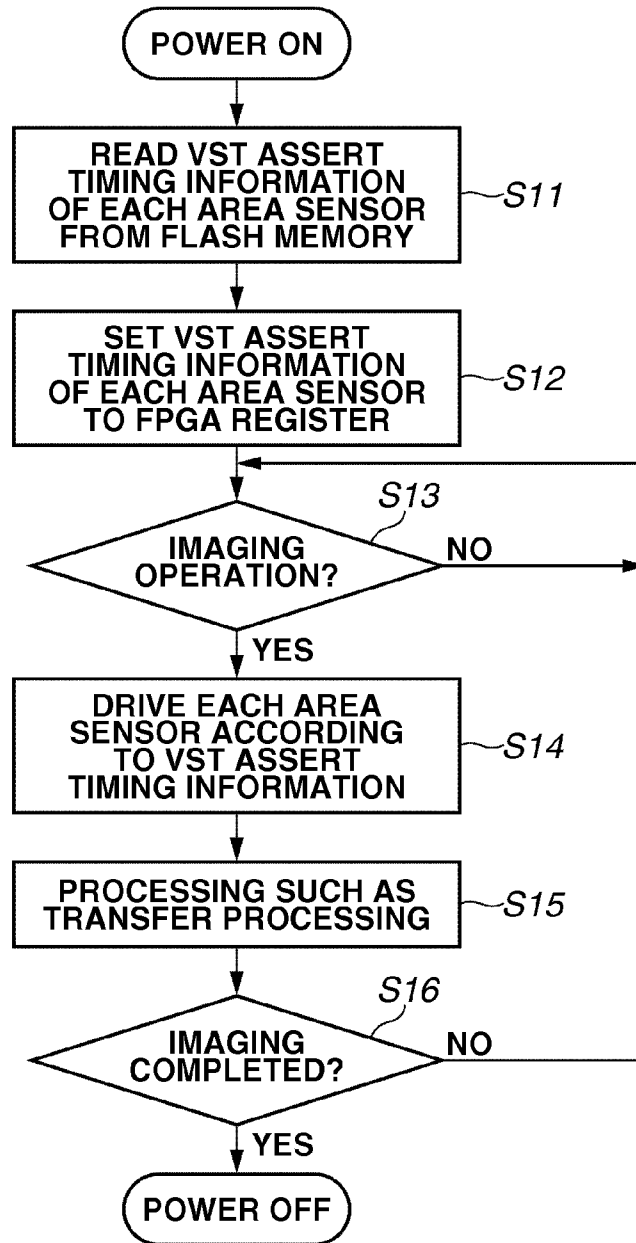 POWER ON
READ VST ASSERT
TIMING INFORMATION
OF EACH AREA SENSOR
FROM FLASH MEMORY
S11
SET VST ASSERT
TIMING INFORMATION
OF EACH AREA SENSOR
TO FPGA REGISTER
S12
S13
IMAGING
OPERATION?
NO
YES
DRIVE EACH AREA
SENSOR ACCORDING
TO VST ASSERT
TIMING INFORMATION
S14
PROCESSING SUCH AS
TRANSFER PROCESSING
S15
S16
IMAGING
COMPLETED?
NO
YES
POWER OFF